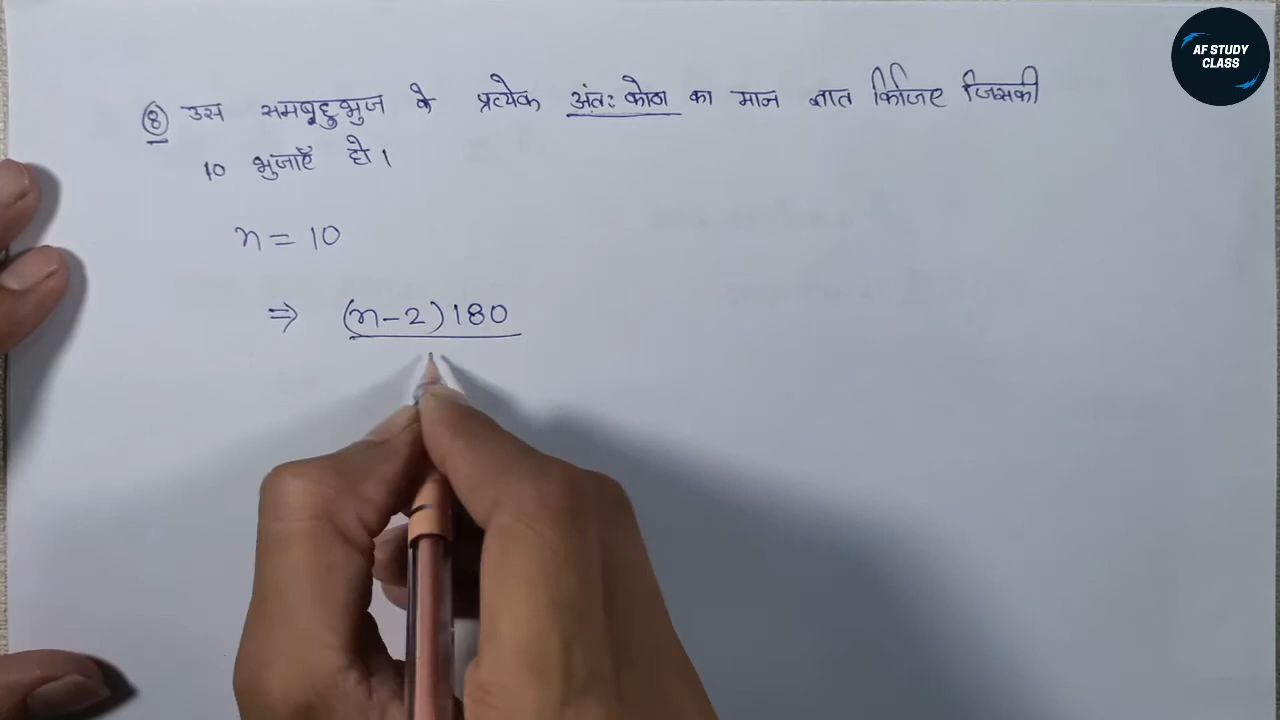 AF STUDY
CLASS
⑧ उस समबहुभुज के प्रत्येक अंतः कोण का मान ज्ञात किजिए जिसकी
10 भुजाएँ हो।
n = 10
⇒ (n-2)180